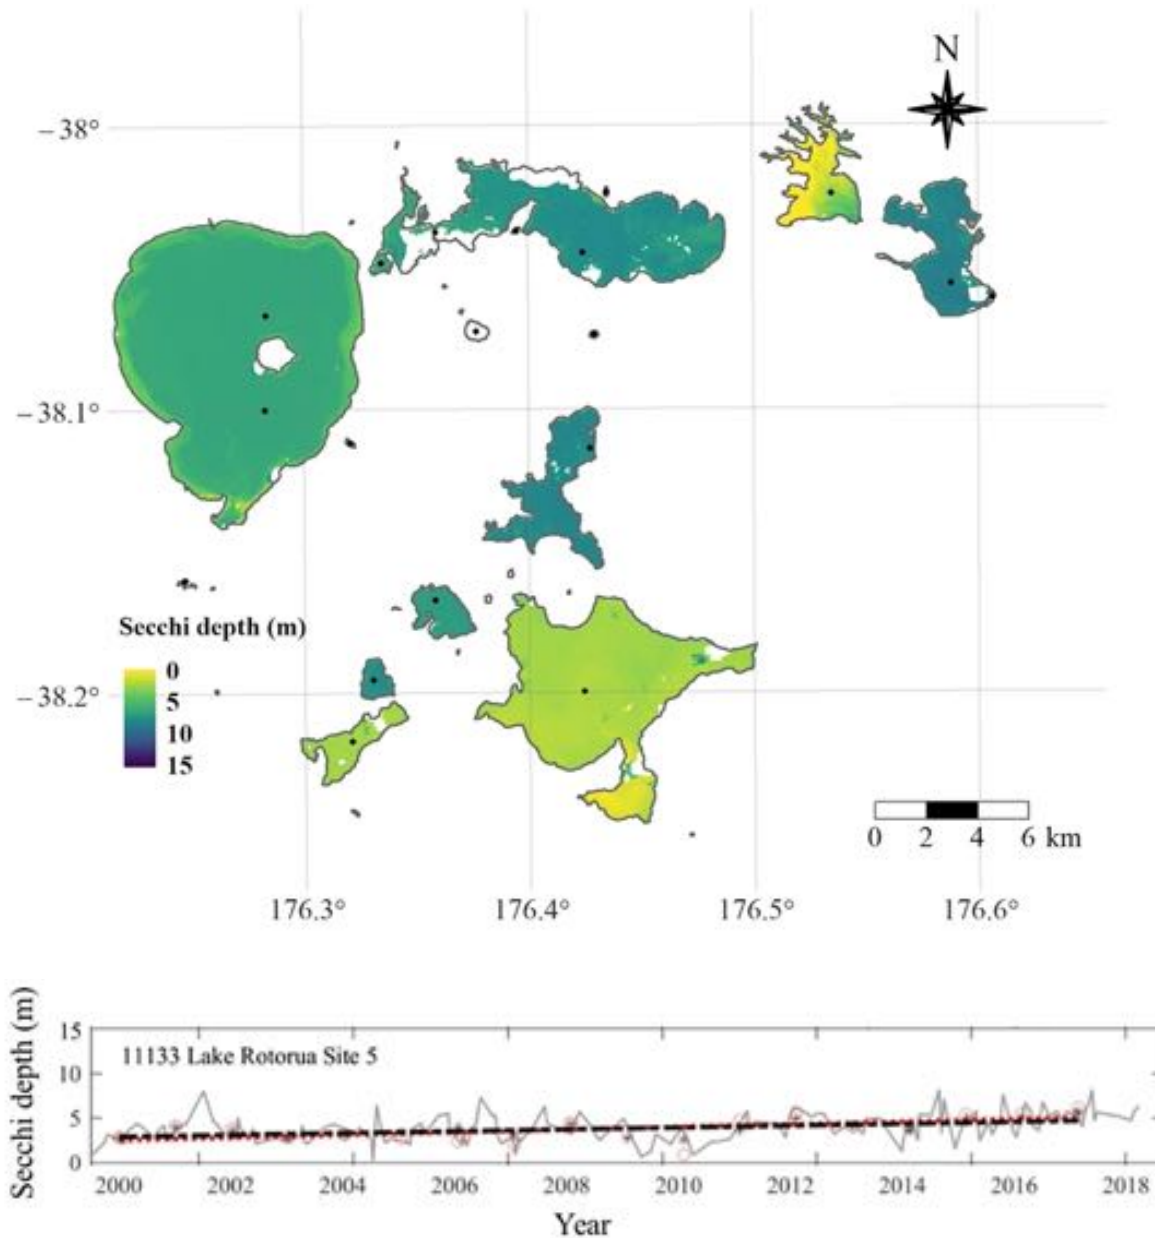 N
−38°
−38.1°
Secchi depth (m)
0
5
10
15
−38.2°
0 2 4 6 km
176.3° 176.4° 176.5° 176.6°
Secchi depth (m)
15
10
5
0
11133 Lake Rotorua Site 5
2000 2002 2004 2006 2008 2010 2012 2014 2016 2018
Year